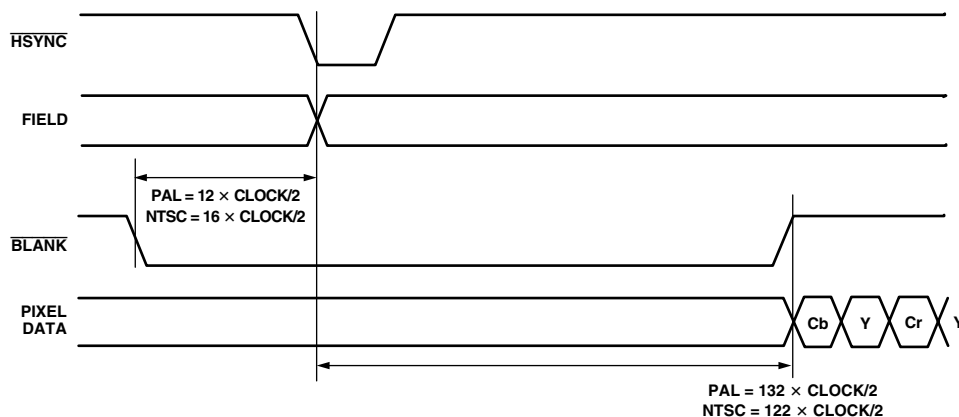 HSYNC
FIELD
PAL = 12 × CLOCK/2
NTSC = 16 × CLOCK/2
BLANK
PIXEL
DATA
Cb Y Cr Y
PAL = 132 × CLOCK/2
NTSC = 122 × CLOCK/2